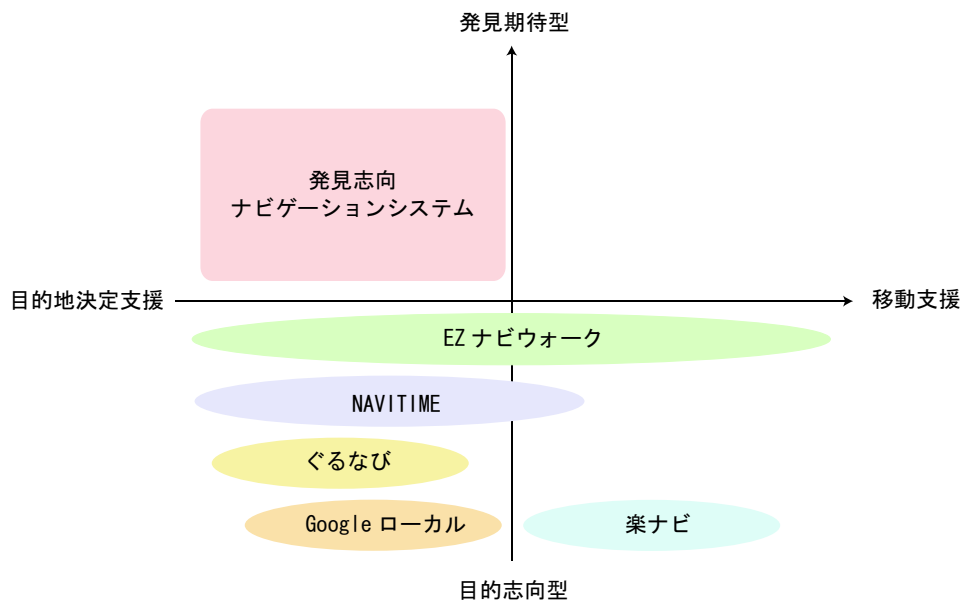 発見期待型
発見志向
ナビゲーションシステム
目的地決定支援
移動支援
EZ ナビウォーク
NAVITIME
ぐるなび
Google ローカル
楽ナビ
目的志向型